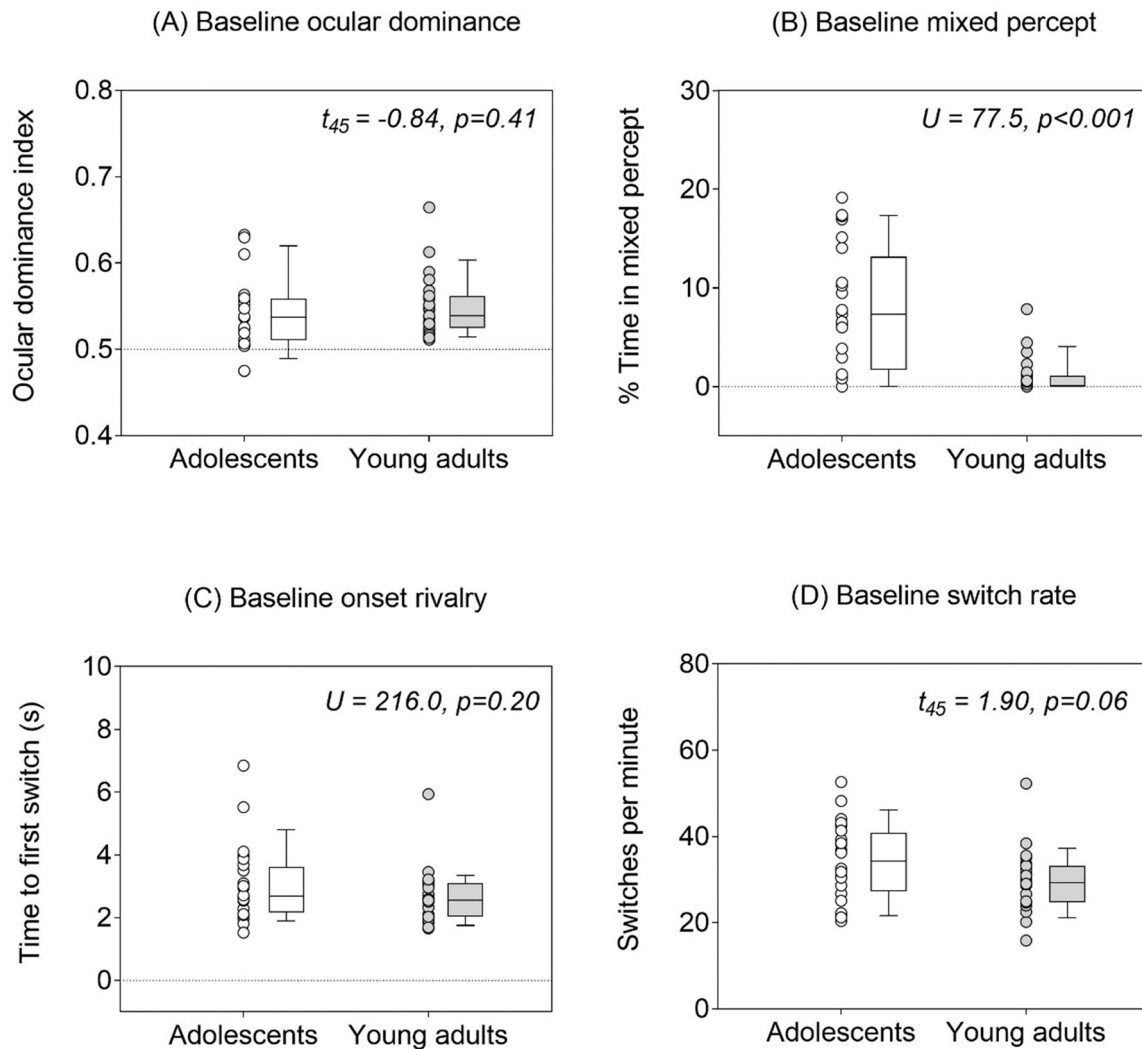 (A) Baseline ocular dominance
Ocular dominance index
0.8
0.7
0.6
0.5
0.4
t45 = -0.84, p=0.41
Adolescents Young adults
(B) Baseline mixed percept
% Time in mixed percept
30
20
10
0
U = 77.5, p<0.001
Adolescents Young adults
(C) Baseline onset rivalry
Time to first switch (s)
10
8
6
4
2
0
U = 216.0, p=0.20
Adolescents Young adults
(D) Baseline switch rate
Switches per minute
80
60
40
20
0
t45 = 1.90, p=0.06
Adolescents Young adults